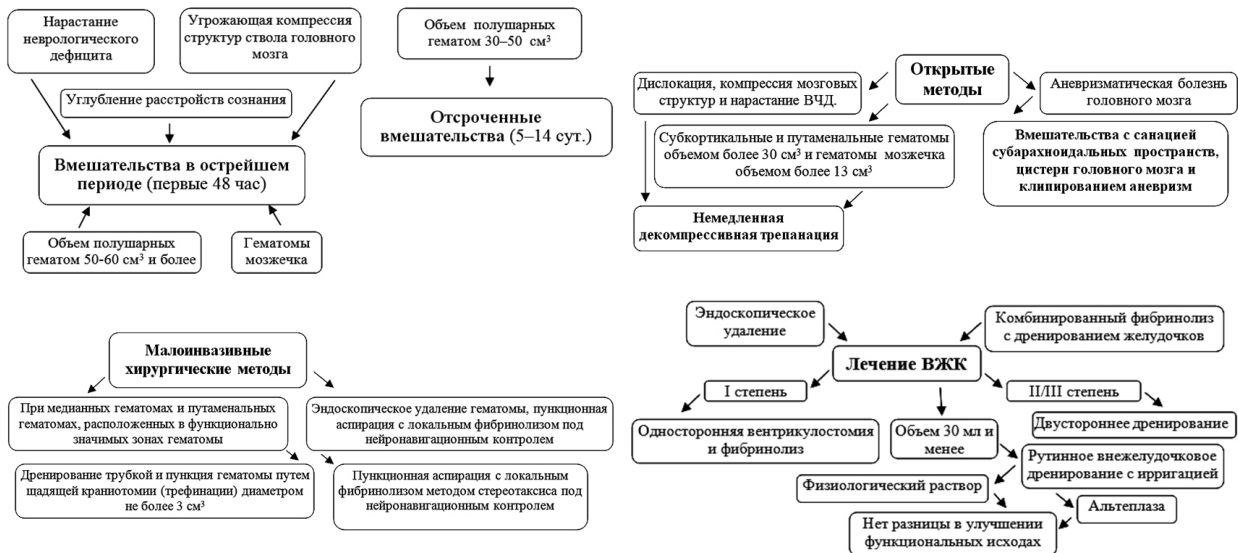 Нарастание
неврологического
дефицита
Угрожающая компрессия
структур ствола головного
мозга
Углубление расстройств сознания
Вмешательства в острейшем
периоде (первые 48 час)
Объем полушарных
гематом 50-60 см³ и более
Гематомы
мозжечка
Объем полушарных
гематом 30–50 см³
Отсроченные
вмешательства (5–14 сут.)
Открытые
методы
Дислокация, компрессия мозговых
структур и нарастание ВЧД.
Аневризматическая болезнь
головного мозга
Субкортикальные и путаменальные гематомы
объемом более 30 см³ и гематомы мозжечка
объемом более 13 см³
Вмешательства с санацией
субарахноидальных пространств,
цистерн головного мозга и
клипированием аневризм
Немедленная
декомпрессивная трепанация
Малоинвазивные
хирургические методы
При медианных гематомах и путаменальных
гематомах, расположенных в функционально
значимых зонах гематомы
Эндоскопическое удаление гематомы, пункционная
аспирация с локальным фибринолизом под
нейронавигационным контролем
Дренирование трубкой и пункция гематомы путем
щадящей краниотомии (трефинации) диаметром
не более 3 см³
Пункционная аспирация с локальным
фибринолизом методом стереотаксиса под
нейронавигационным контролем
Эндоскопическое
удаление
Комбинированный фибринолиз
с дренированием желудочков
Лечение ВЖК
I степень
II/III степень
Односторонняя вентрикулостомия
и фибринолиз
Объем 30 мл и
менее
Двустороннее дренирование
Рутинное внежелудочковое
дренирование с ирригацией
Физиологический раствор
Альтеплаза
Нет разницы в улучшении
функциональных исходах